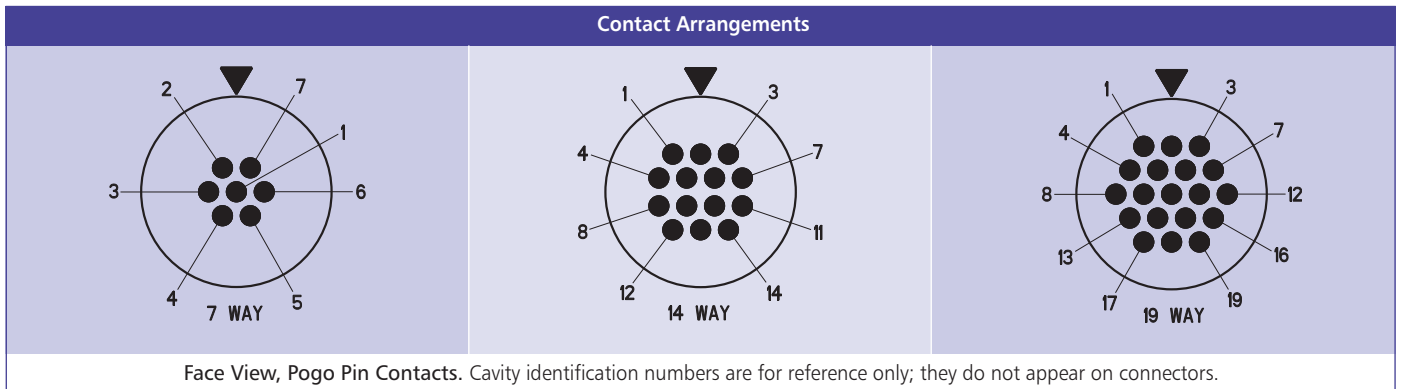 Contact Arrangements
2 7
1
3 6
4 5
7 WAY
1 3
4 7
8 11
12 14
14 WAY
1 3
4 7
8 12
13 16
17 19
19 WAY
Face View, Pogo Pin Contacts. Cavity identification numbers are for reference only; they do not appear on connectors.